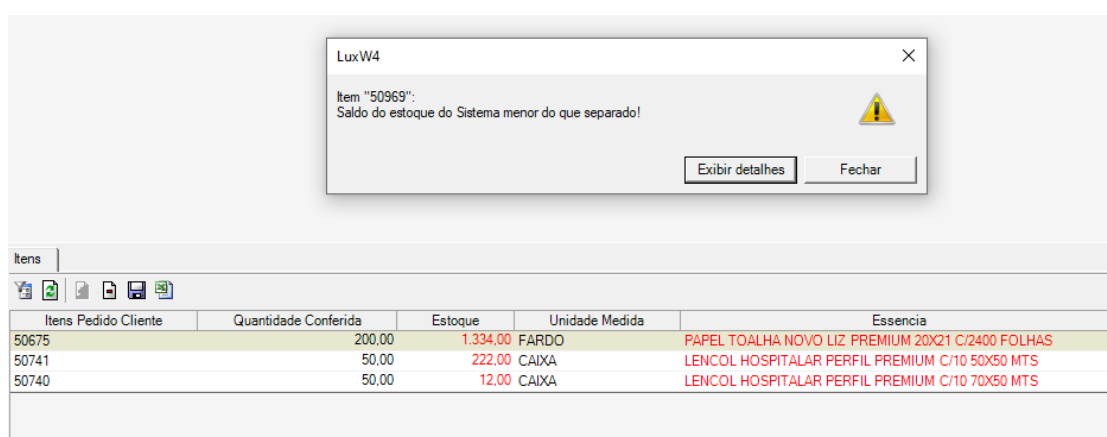 LuxW4
Item "50969":
Saldo do estoque do Sistema menor do que separado!
Exibir detalhes Fechar
Itens
Itens Pedido Cliente Quantidade Conferida Estoque Unidade Medida Essencia
50675 200,00 1.334,00 FARDO PAPEL TOALHA NOVO LIZ PREMIUM 20X21 C/2400 FOLHAS
50741 50,00 222,00 CAIXA LENCOL HOSPITALAR PERFIL PREMIUM C/10 50X50 MTS
50740 50,00 12,00 CAIXA LENCOL HOSPITALAR PERFIL PREMIUM C/10 70X50 MTS